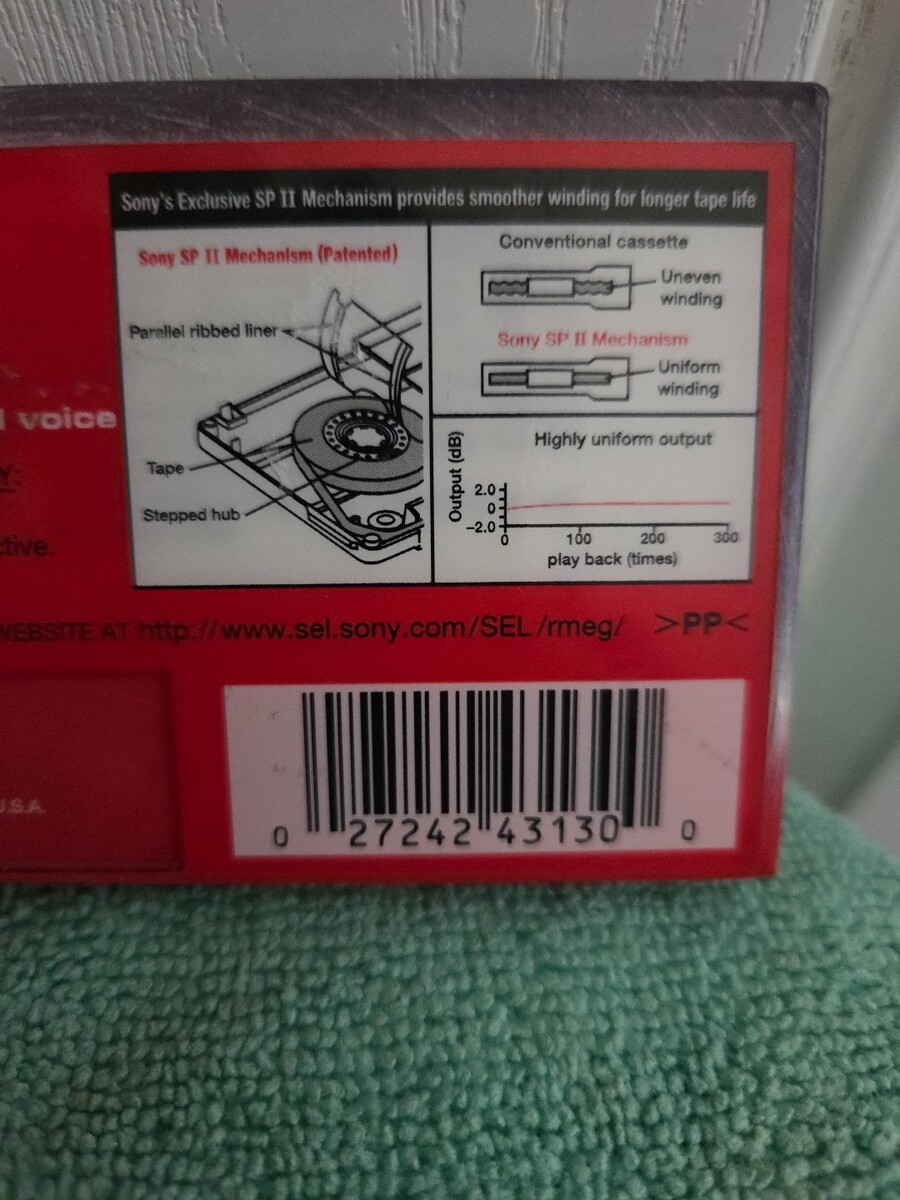 Sony's Exclusive SP II Mechanism provides smoother winding for longer tape life
Sony SP II Mechanism (Patented)
Parallel ribbed liner
Tape
Stepped hub
Conventional cassette
Uneven
winding
Sony SP II Mechanism
Uniform
winding
Highly uniform output
Output (dB)
2.0
0
-2.0
0 100 200 300
play back (times)
voice
Y:
ctive.
WEBSITE AT http://www.sel.sony.com/SEL/rmeg/ >PP<
U.S.A.
0 27242 43130 0